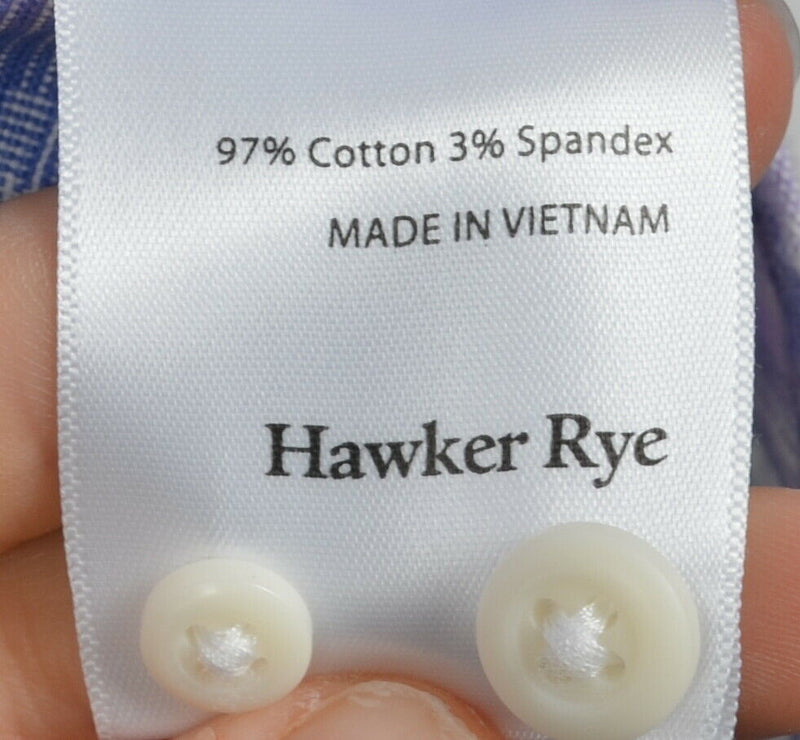 97% Cotton 3% Spandex
MADE IN VIETNAM
Hawker Rye